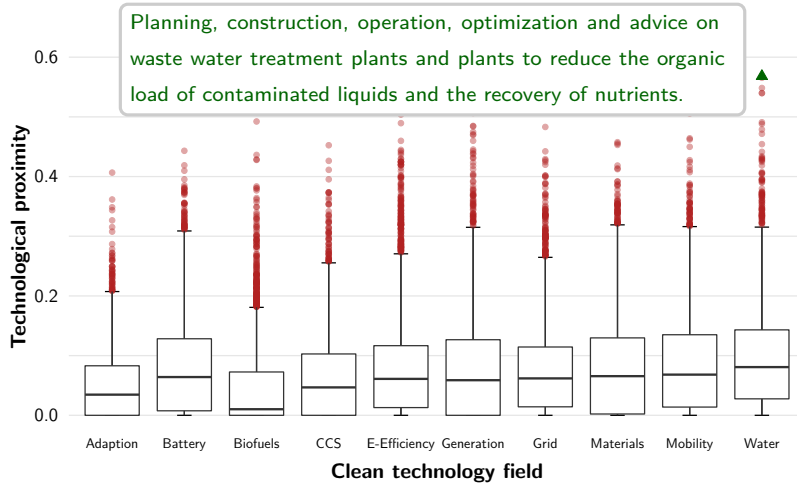 Planning, construction, operation, optimization and advice on
waste water treatment plants and plants to reduce the organic
load of contaminated liquids and the recovery of nutrients.
0.6
0.4
0.2
0.0
Technological proximity
Adaption Battery Biofuels CCS E-Efficiency Generation Grid Materials Mobility Water
Clean technology field